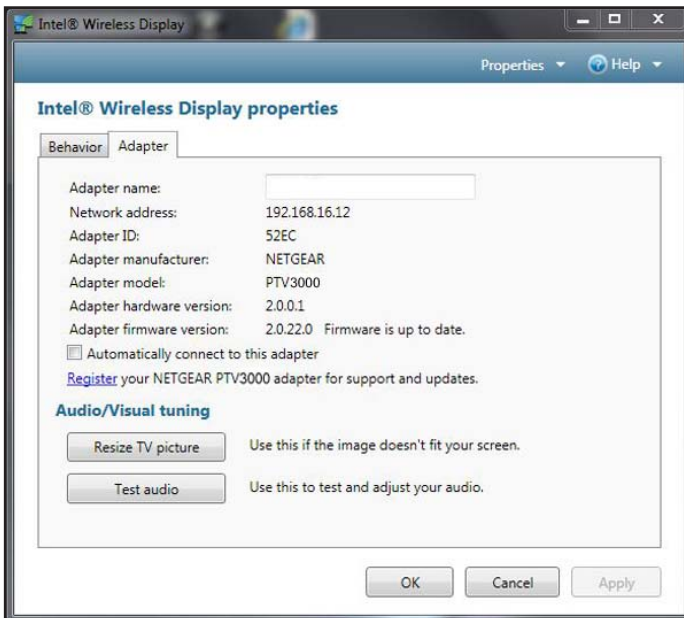 Intel® Wireless Display
Properties Help
Intel® Wireless Display properties
Behavior Adapter
Adapter name:
Network address: 192.168.16.12
Adapter ID: 52EC
Adapter manufacturer: NETGEAR
Adapter model: PTV3000
Adapter hardware version: 2.0.0.1
Adapter firmware version: 2.0.22.0 Firmware is up to date.
Automatically connect to this adapter
Register your NETGEAR PTV3000 adapter for support and updates.
Audio/Visual tuning
Resize TV picture Use this if the image doesn't fit your screen.
Test audio Use this to test and adjust your audio.
OK Cancel Apply